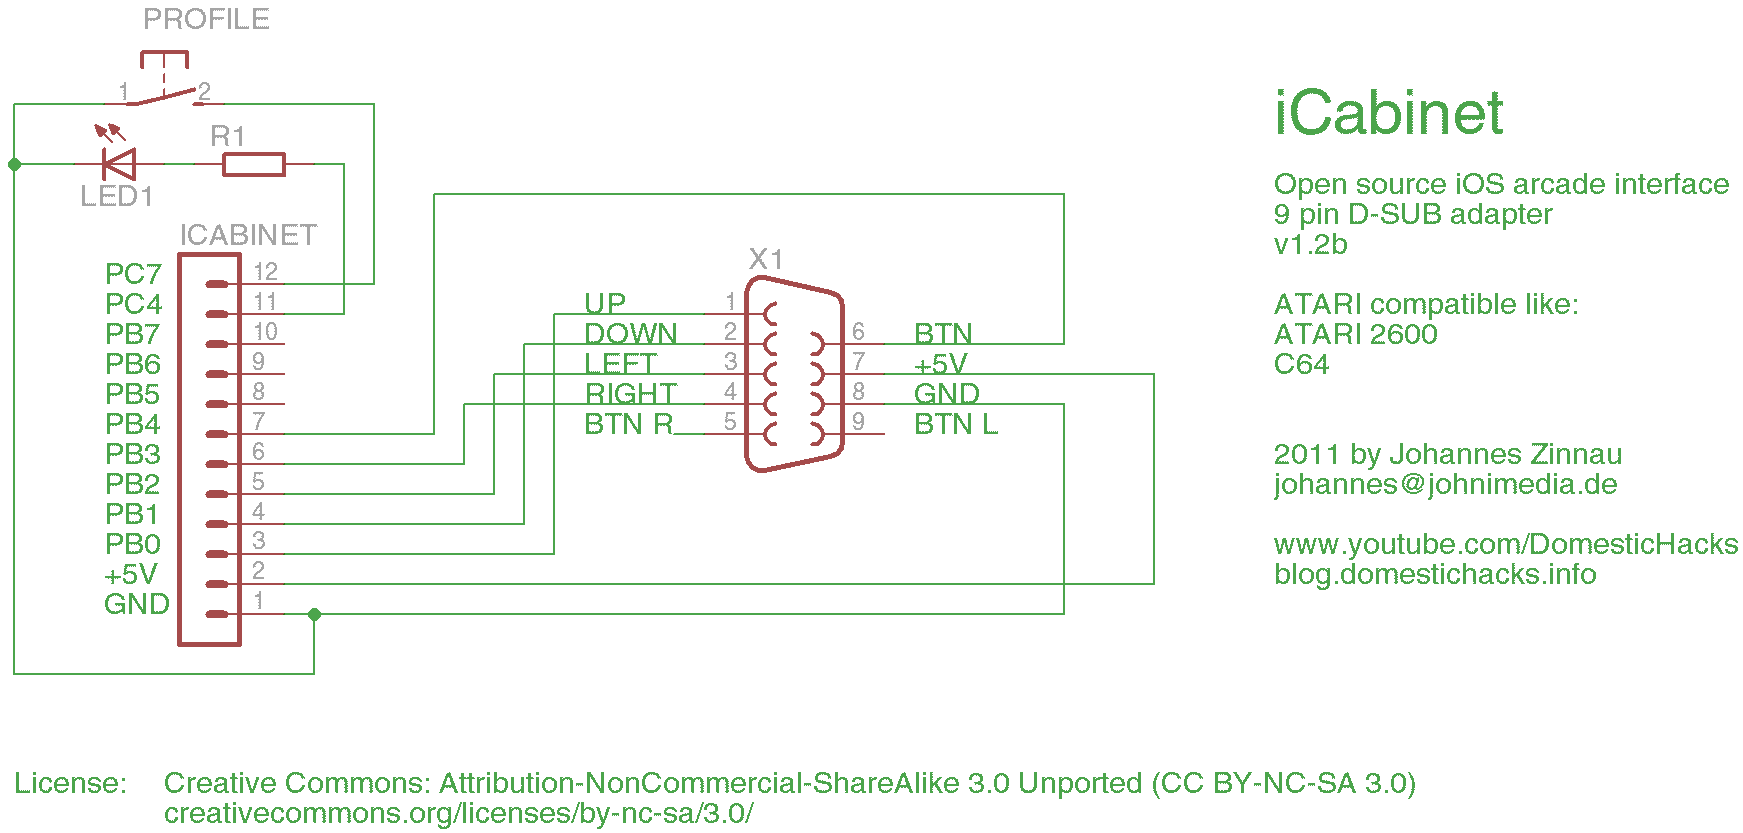 PROFILE
1 2
R1
LED1
ICABINET
PC7 12
PC4 11
PB7 10
PB6 9
PB5 8
PB4 7
PB3 6
PB2 5
PB1 4
PB0 3
+5V 2
GND 1
X1
UP 1
DOWN 2
LEFT 3
RIGHT 4
BTN R 5
6 BTN
7 +5V
8 GND
9 BTN L
iCabinet
Open source iOS arcade interface
9 pin D-SUB adapter
v1.2b
ATARI compatible like:
ATARI 2600
C64
2011 by Johannes Zinnau
johannes@johnimedia.de
www.youtube.com/DomesticHacks
blog.domestichacks.info
License: Creative Commons: Attribution-NonCommercial-ShareAlike 3.0 Unported (CC BY-NC-SA 3.0)
creativecommons.org/licenses/by-nc-sa/3.0/